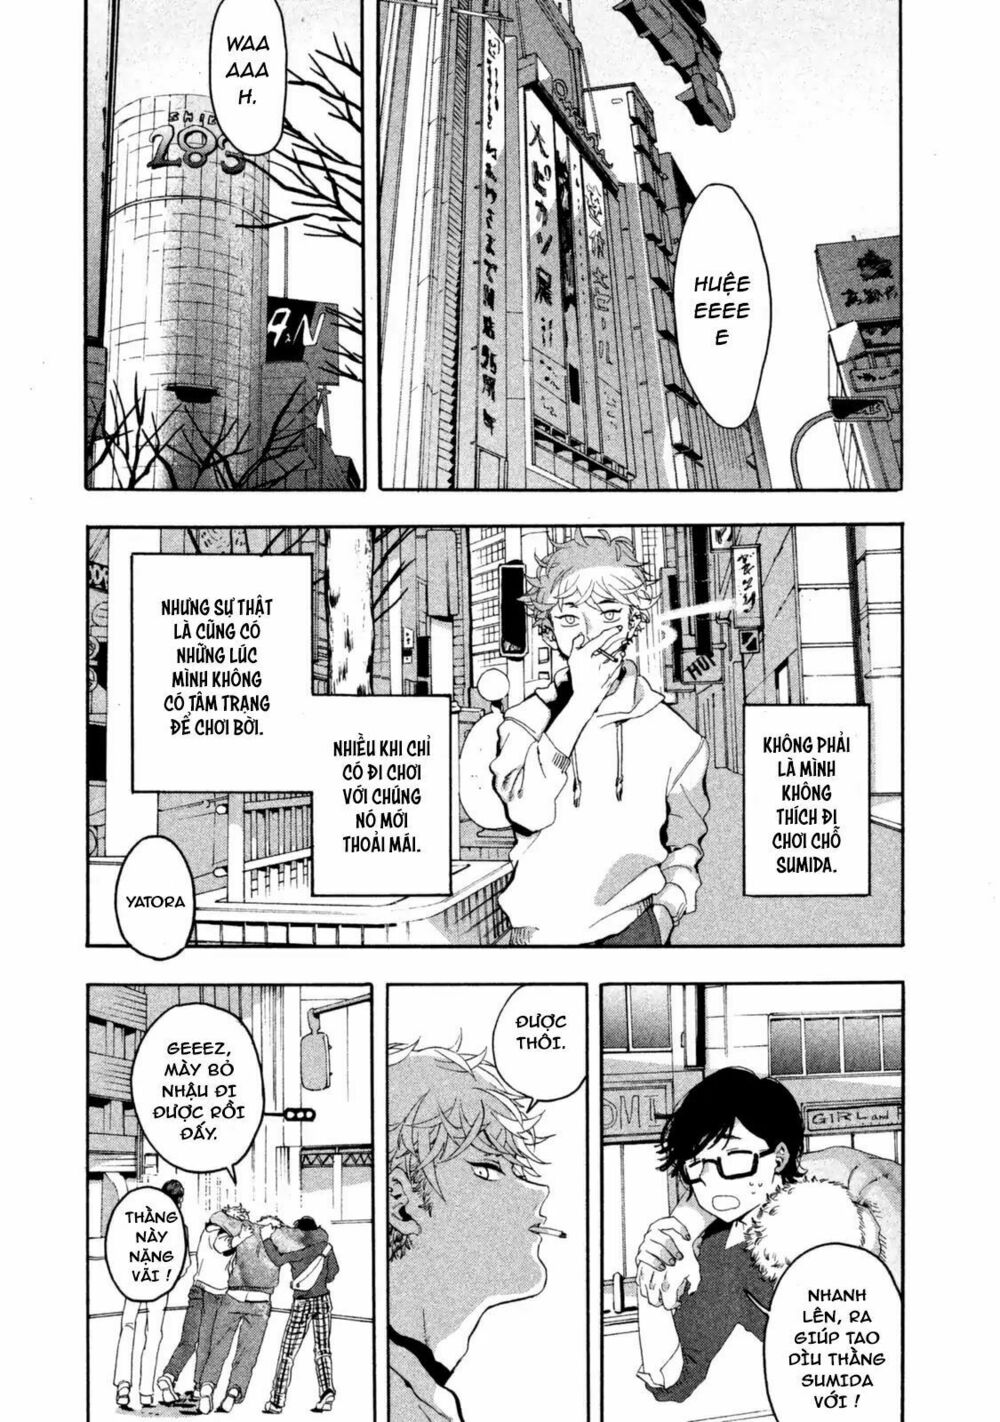 WAA
AAA
H.
283
HUỆE
EEEE
E
NHƯNG SỰ THẬT
LÀ CŨNG CÓ
NHỮNG LÚC
MÌNH KHÔNG
CÓ TÂM TRẠNG
ĐỂ CHƠI BỜI.
NHIỀU KHI CHỈ
CÓ ĐI CHƠI
VỚI CHÚNG
NÓ MỚI
THOẢI MÁI.
KHÔNG PHẢI
LÀ MÌNH
KHÔNG
THÍCH ĐI
CHƠI CHỖ
SUMIDA.
YATORA
GEEEZ,
MÀY BỎ
NHẬU ĐI
ĐƯỢC RỒI
ĐẤY.
THẰNG
NÀY
NẶNG
VÃI !
ĐƯỢC
THÔI.
GIRL and
NHANH
LÊN, RA
GIÚP TAO
DÌU THẰNG
SUMIDA
VỚI !